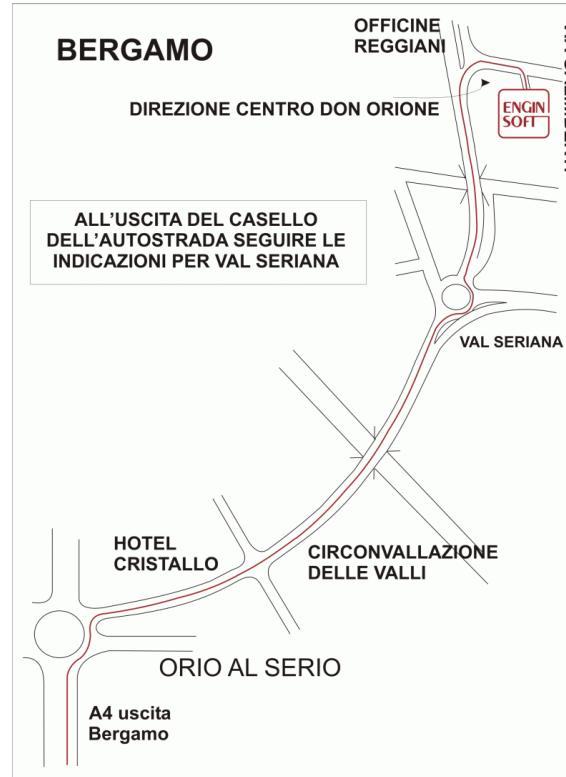 BERGAMO
OFFICINE
REGGIANI
DIREZIONE CENTRO DON ORIONE
ENGIN
SOFT
ALL'USCITA DEL CASELLO
DELL'AUTOSTRADA SEGUIRE LE
INDICAZIONI PER VAL SERIANA
VAL SERIANA
HOTEL
CRISTALLO
CIRCONVALLAZIONE
DELLE VALLI
ORIO AL SERIO
A4 uscita
Bergamo